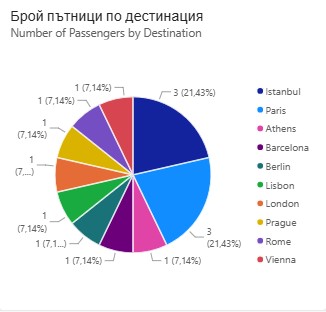 Брой пътници по дестинация
Number of Passengers by Destination
1 (7,14%)
3 (21,43%)
1 (7,14%)
1
(7,14%)
1
(7,...)
1
(7,14%)
1 (7,1...)
1 (7,14%)
1 (7,14%)
3
(21,43%)
Istanbul
Paris
Athens
Barcelona
Berlin
Lisbon
London
Prague
Rome
Vienna